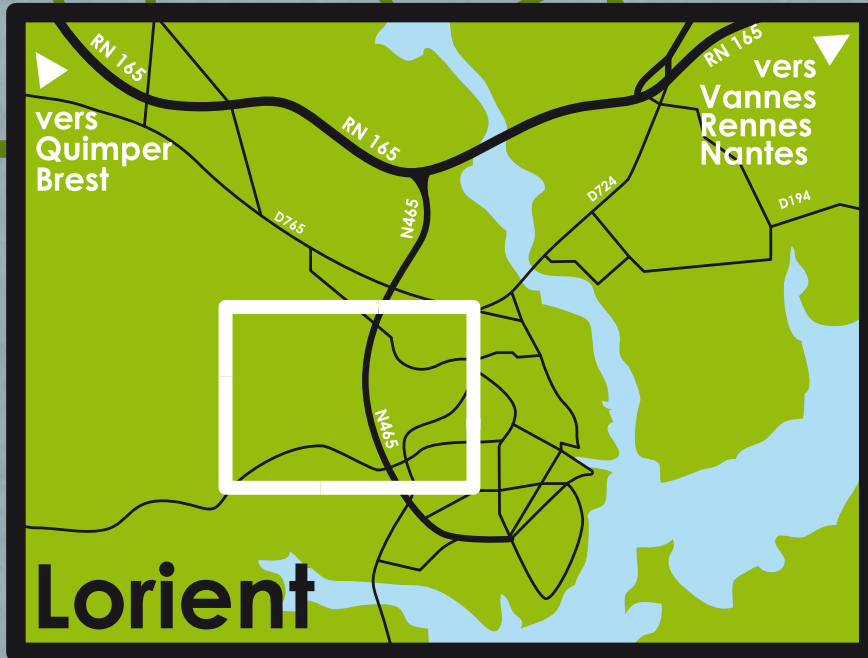 RN 165
RN 165
vers
Vannes
Rennes
Nantes
vers
Quimper
Brest
RN 165
D724
D194
N465
D765
N465
Lorient